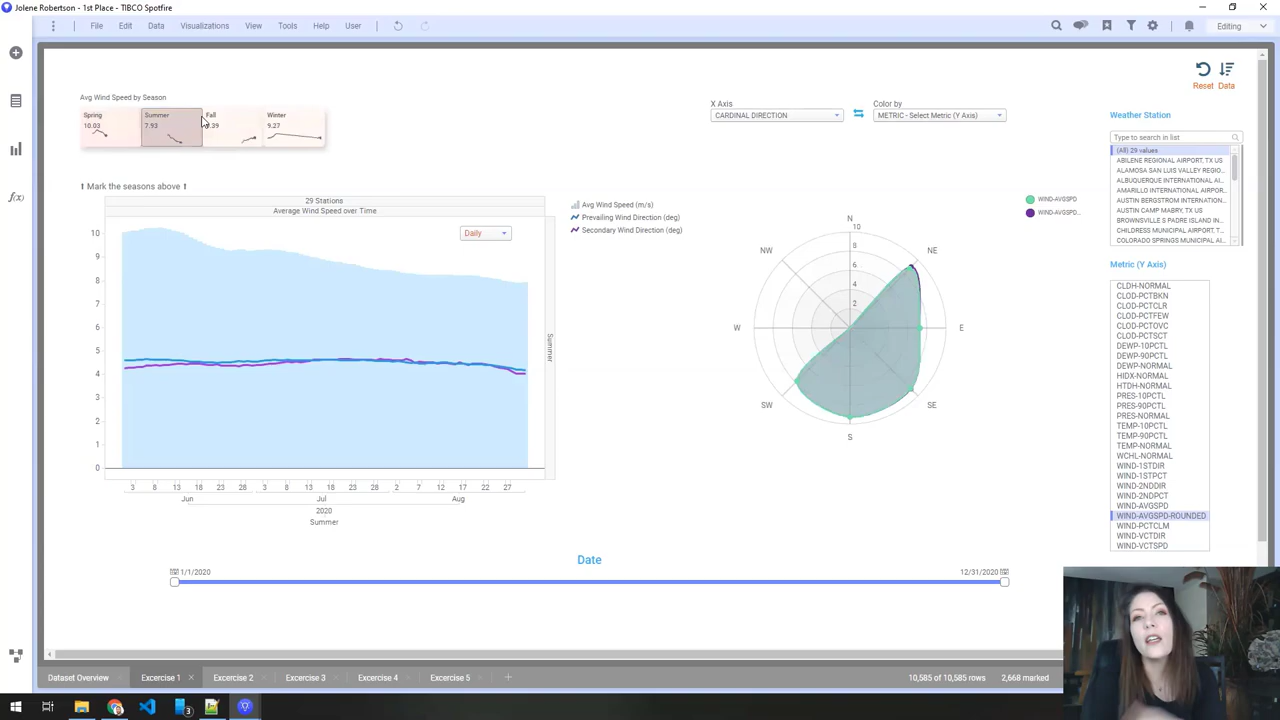 Jolene Robertson - 1st Place - TIBCO Spotfire
File Edit Data Visualizations View Tools Help User
Editing
Reset Data
Avg Wind Speed by Season
Spring Summer Fall Winter
10.03 7.93 9.27
X Axis Color by
CARDINAL DIRECTION METRIC - Select Metric (Y Axis)
Weather Station
Type to search in list
(All) 29 values
ABILENE REGIONAL AIRPORT, TX US
ALAMOSA SAN LUIS VALLEY REGIO...
ALBUQUERQUE INTERNATIONAL AI...
AMARILLO INTERNATIONAL AIRPOR...
AUSTIN BERGSTROM INTERNATION...
AUSTIN CAMP MABRY, TX US
BROWNSVILLE S PADRE ISLAND IN...
CHILDRESS MUNICIPAL AIRPORT, T...
COLORADO SPRINGS MUNICIPAL AI...
⭡ Mark the seasons above ⭡
29 Stations
Average Wind Speed over Time
Daily
10
9
8
7
6
5
4
3
2
1
0
Summer
3 8 13 18 23 28 3 8 13 18 23 28 2 7 12 17 22 27
Jun Jul Aug
2020
Summer
Avg Wind Speed (m/s)
Prevailing Wind Direction (deg)
Secondary Wind Direction (deg)
WIND-AVGSPD
WIND-AVGSPD...
N
NE
E
SE
S
SW
W
NW
10
8
6
4
2
Metric (Y Axis)
CLDH-NORMAL
CLOD-PCTBKN
CLOD-PCTCLR
CLOD-PCTFEW
CLOD-PCTOVC
CLOD-PCTSCT
DEWP-10PCTL
DEWP-90PCTL
DEWP-NORMAL
HIDX-NORMAL
HTDH-NORMAL
PRES-10PCTL
PRES-90PCTL
PRES-NORMAL
TEMP-10PCTL
TEMP-90PCTL
TEMP-NORMAL
WCHL-NORMAL
WIND-1STDIR
WIND-1STPCT
WIND-2NDDIR
WIND-2NDPCT
WIND-AVGSPD
WIND-AVGSPD-ROUNDED
WIND-PCTCLM
WIND-VCTDIR
WIND-VCTSPD
Date
1/1/2020 12/31/2020
Dataset Overview Excercise 1 Excercise 2 Excercise 3 Excercise 4 Excercise 5
10,585 of 10,585 rows 2,668 marked
f(x)